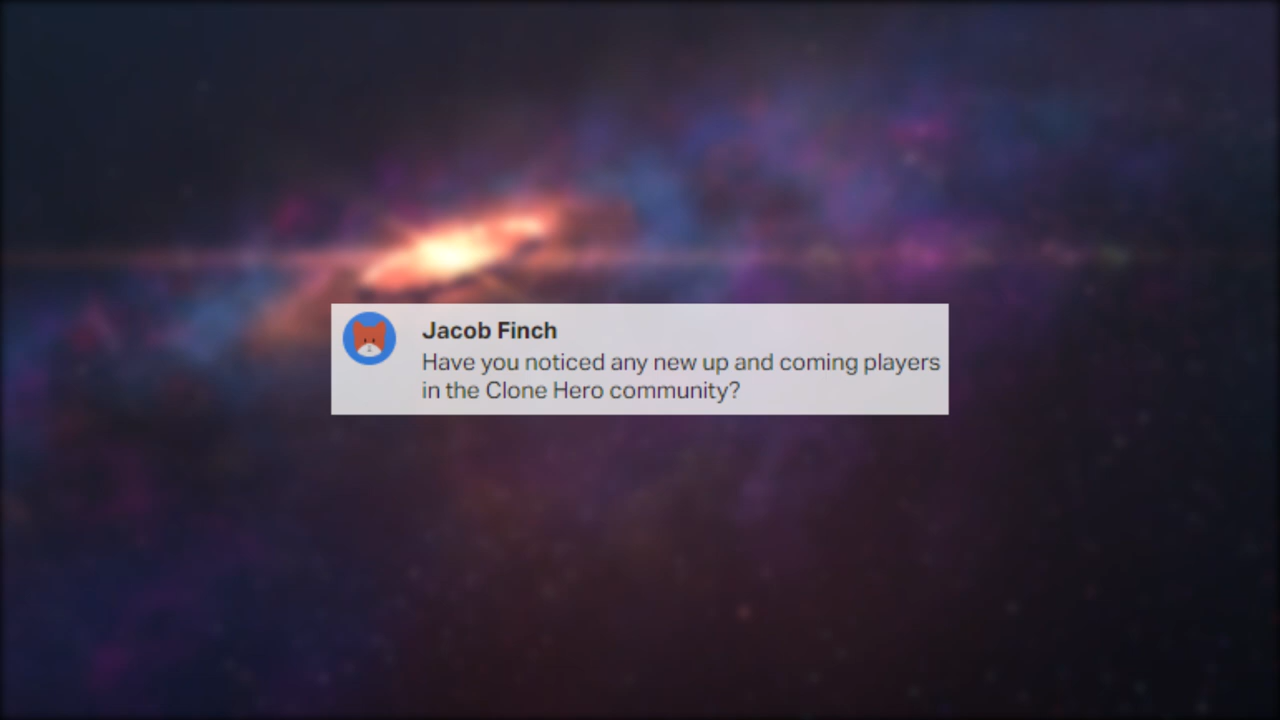 Jacob Finch
Have you noticed any new up and coming players
in the Clone Hero community?